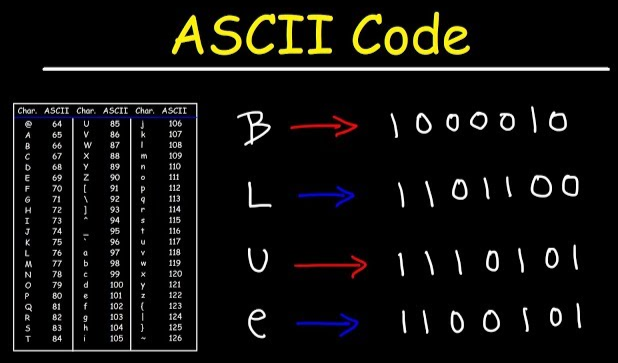 ASCII Code
Char. ASCII Char. ASCII Char. ASCII
@ 64 U 85 j 106
A 65 V 86 k 107
B 66 W 87 l 108
C 67 X 88 m 109
D 68 Y 89 n 110
E 69 Z 90 o 111
F 70 [ 91 p 112
G 71 \ 92 q 113
H 72 ] 93 r 114
I 73 ^ 94 s 115
J 74 _ 95 t 116
K 75 ` 96 u 117
L 76 a 97 v 118
M 77 b 98 w 119
N 78 c 99 x 120
O 79 d 100 y 121
P 80 e 101 z 122
Q 81 f 102 { 123
R 82 g 103 | 124
S 83 h 104 } 125
T 84 i 105 ~ 126
B → 1000010
L → 1101100
U → 1110101
e → 1100101